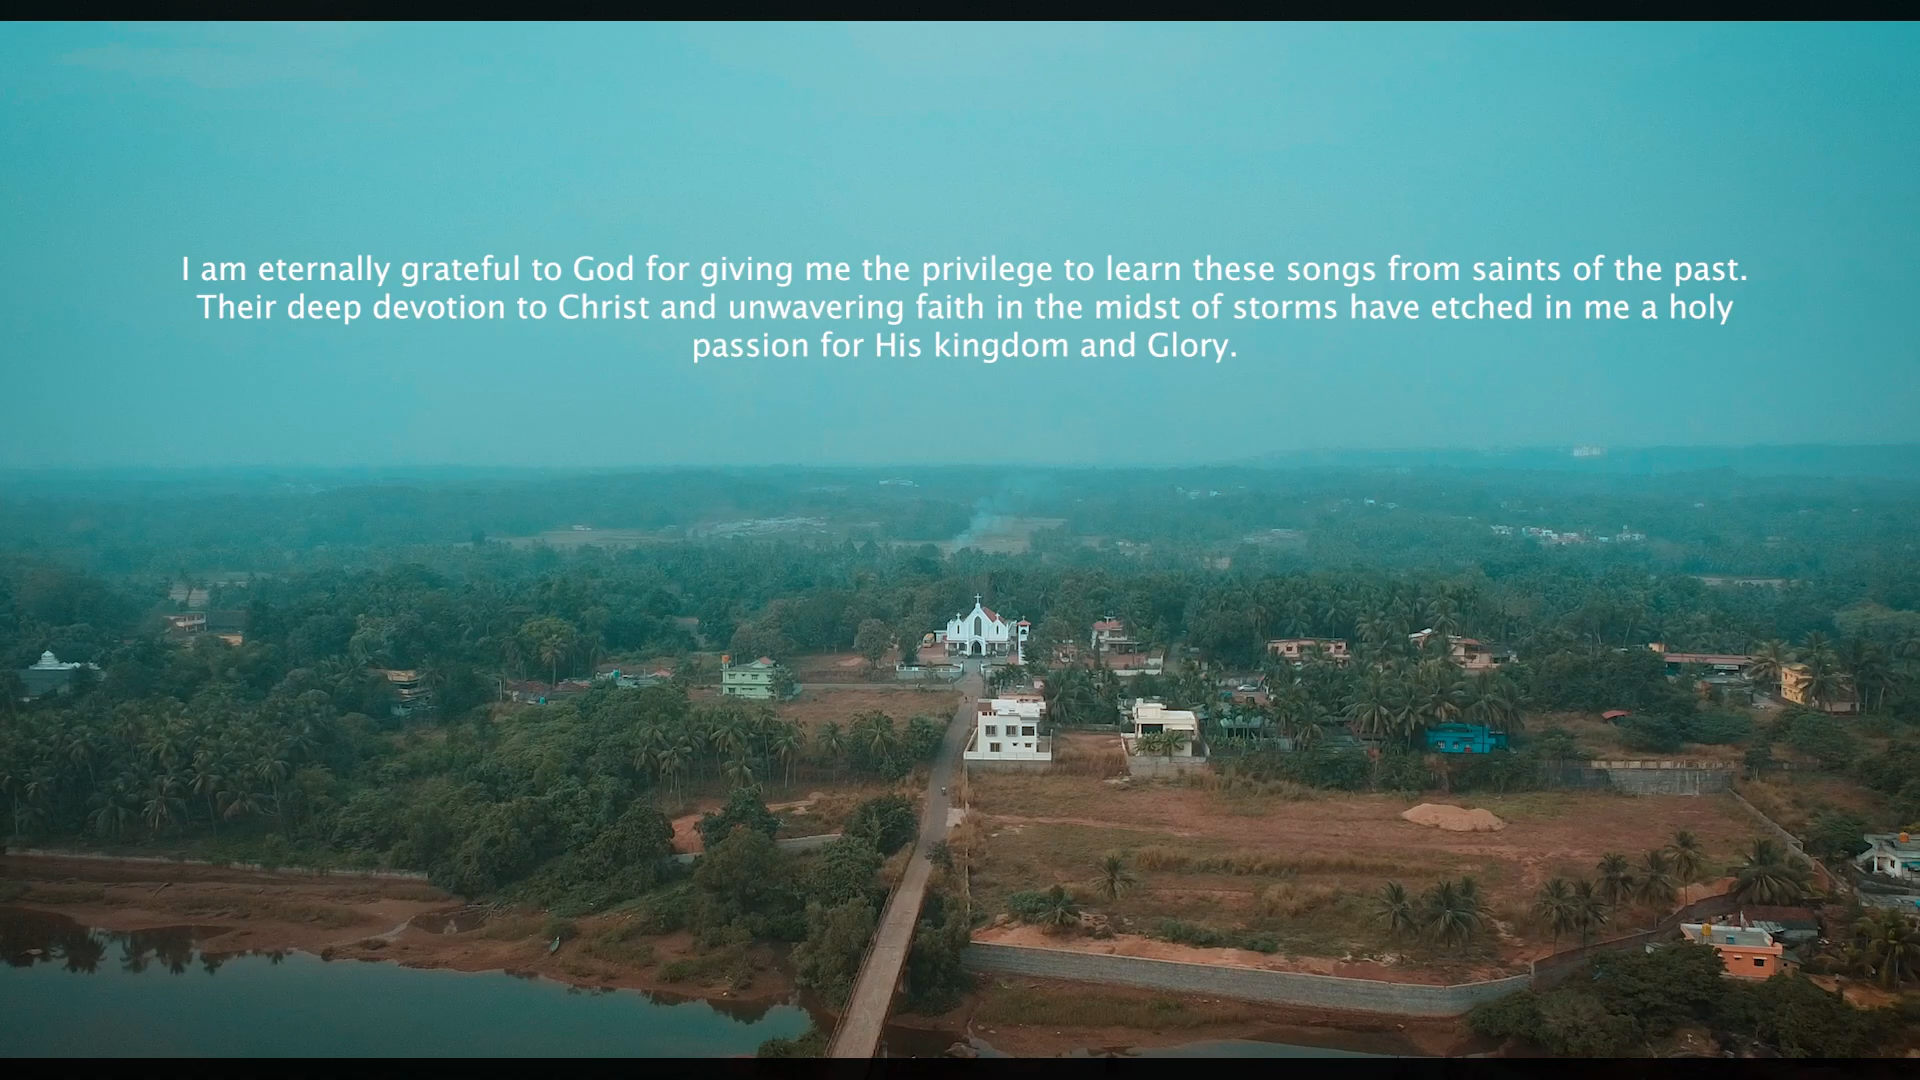 I am eternally grateful to God for giving me the privilege to learn these songs from saints of the past.
Their deep devotion to Christ and unwavering faith in the midst of storms have etched in me a holy
passion for His kingdom and Glory.